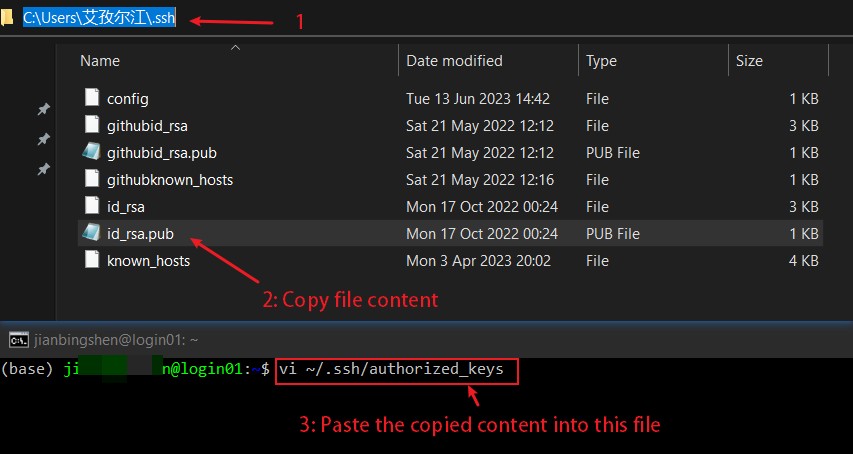 C:\Users\艾孜尔江\.ssh
1
Name Date modified Type Size
config Tue 13 Jun 2023 14:42 File 1 KB
githubid_rsa Sat 21 May 2022 12:12 File 3 KB
githubid_rsa.pub Sat 21 May 2022 12:12 PUB File 1 KB
githubknown_hosts Sat 21 May 2022 12:16 File 1 KB
id_rsa Mon 17 Oct 2022 00:24 File 3 KB
id_rsa.pub Mon 17 Oct 2022 00:24 PUB File 1 KB
known_hosts Mon 3 Apr 2023 20:02 File 4 KB
2: Copy file content
jianbingshen@login01: ~
(base) ji n@login01:~$ vi ~/.ssh/authorized_keys
3: Paste the copied content into this file